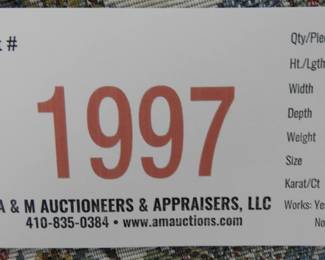 t #
1997
A & M AUCTIONEERS & APPRAISERS, LLC
410-835-0384 • www.amauctions.com
Qty/Pie
Ht./Lgth
Width
Depth
Weight
Size
Karat/Ct
Works: Ye
No